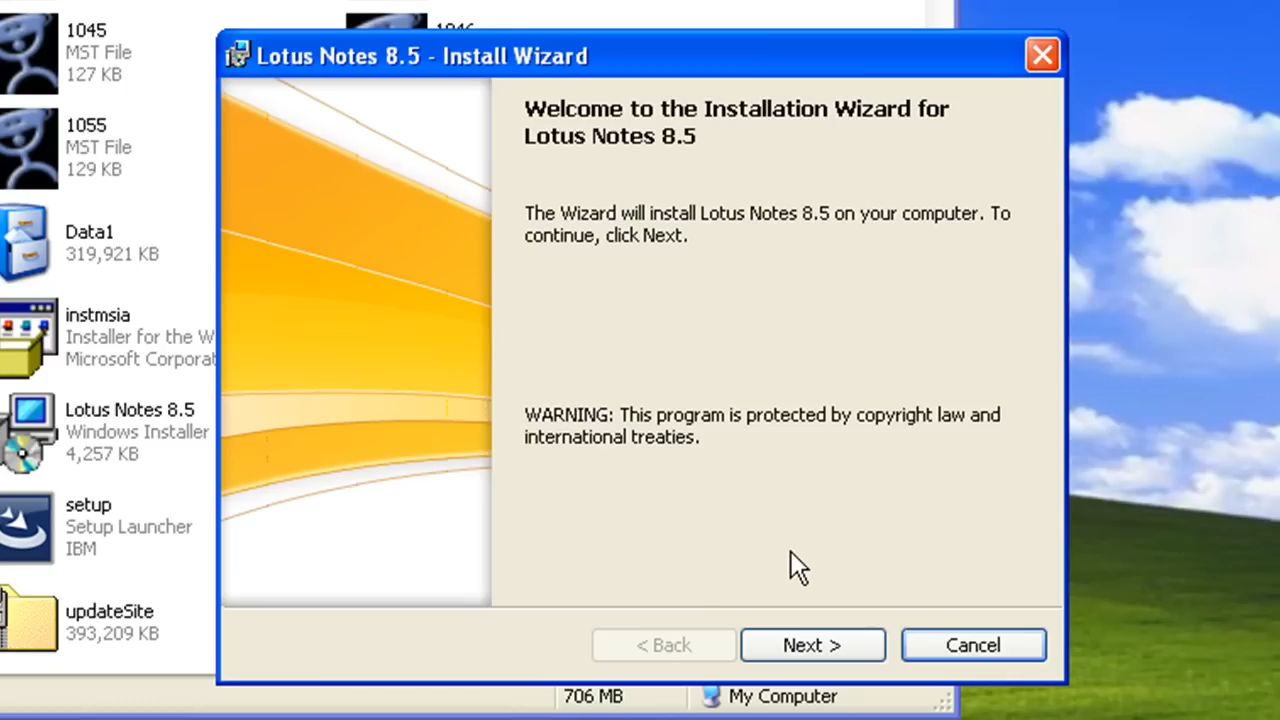 1045
MST File
127 KB
1055
MST File
129 KB
Data1
319,921 KB
instmsia
Installer for the W
Microsoft Corporat
Lotus Notes 8.5
Windows Installer
4,257 KB
setup
Setup Launcher
IBM
updateSite
393,209 KB
Lotus Notes 8.5 - Install Wizard
Welcome to the Installation Wizard for
Lotus Notes 8.5
The Wizard will install Lotus Notes 8.5 on your computer. To
continue, click Next.
WARNING: This program is protected by copyright law and
international treaties.
< Back
Next >
Cancel
706 MB
My Computer